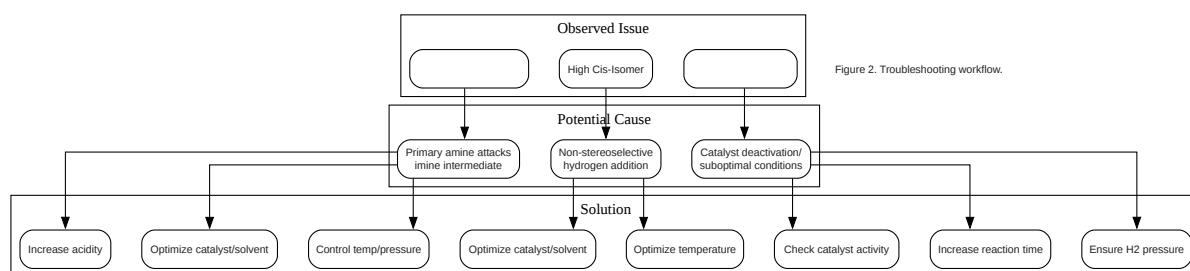 Observed Issue
High Cis-Isomer
Figure 2. Troubleshooting workflow.
Potential Cause
Primary amine attacks
imine intermediate
Non-stereoselective
hydrogen addition
Catalyst deactivation/
suboptimal conditions
Solution
Increase acidity
Optimize catalyst/solvent
Control temp/pressure
Optimize catalyst/solvent
Optimize temperature
Check catalyst activity
Increase reaction time
Ensure H2 pressure